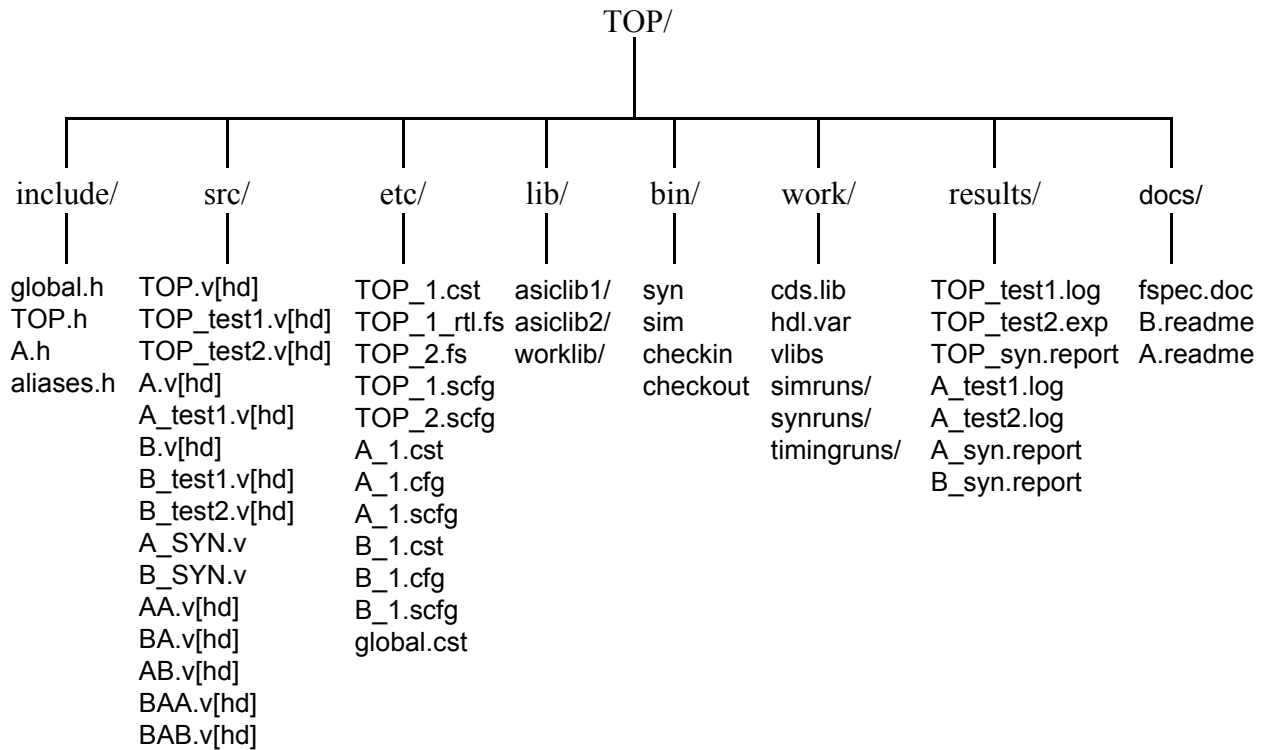 TOP/
include/
src/
etc/
lib/
bin/
work/
results/
docs/
global.h
TOP.h
A.h
aliases.h
TOP.v[hd]
TOP_test1.v[hd]
TOP_test2.v[hd]
A.v[hd]
A_test1.v[hd]
B.v[hd]
B_test1.v[hd]
B_test2.v[hd]
A_SYN.v
B_SYN.v
AA.v[hd]
BA.v[hd]
AB.v[hd]
BAA.v[hd]
BAB.v[hd]
TOP_1.cst
TOP_1_rtl.fs
TOP_2.fs
TOP_1.scfg
TOP_2.scfg
A_1.cst
A_1.cfg
A_1.scfg
B_1.cst
B_1.cfg
B_1.scfg
global.cst
asiclib1/
asiclib2/
worklib/
syn
sim
checkin
checkout
cds.lib
hdl.var
vlibs
simruns/
synruns/
timingruns/
TOP_test1.log
TOP_test2.exp
TOP_syn.report
A_test1.log
A_test2.log
A_syn.report
B_syn.report
fspec.doc
B.readme
A.readme